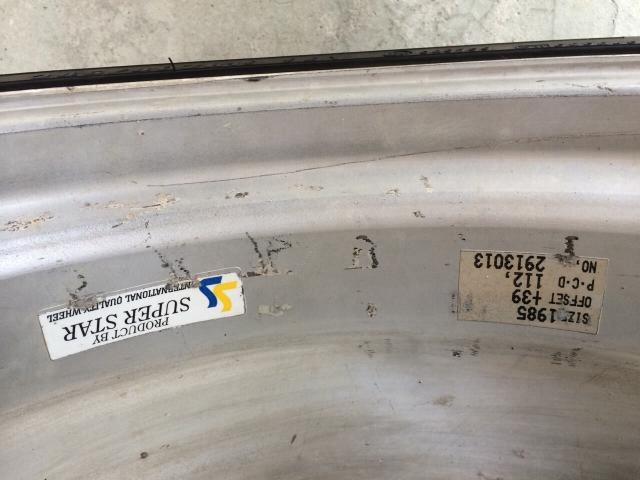 PRODUCT BY
SUPER STAR
INTERNATIONAL QUALITY WHEEL
SIZE 1985
OFFSET +39
P・C・D 112,
NO, 2913013